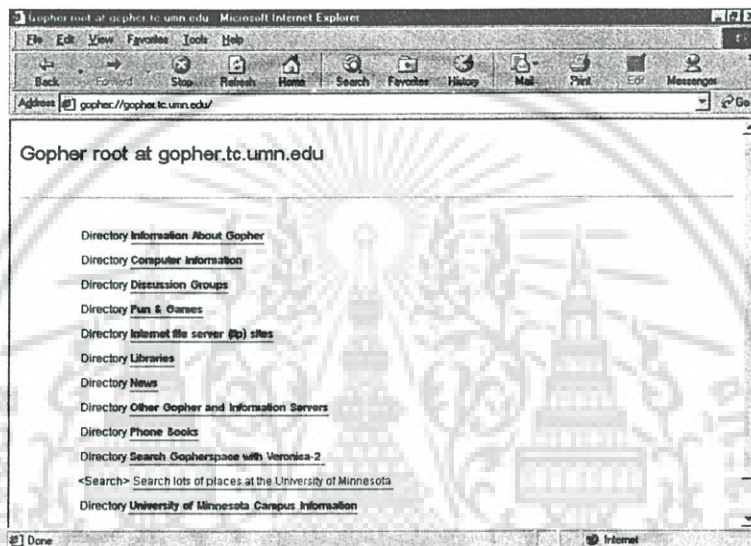 Gopher root at gopher.tc.umn.edu - Microsoft Internet Explorer
File Edit View Favorites Tools Help
Back Forward Stop Refresh Home Search Favorites History Mail Print Edit Messenger
Address gopher://gopher.tc.umn.edu/ Go
Gopher root at gopher.tc.umn.edu
Directory Information About Gopher
Directory Computer Information
Directory Discussion Groups
Directory Fun & Games
Directory Internet file server (ftp) sites
Directory Libraries
Directory News
Directory Other Gopher and Information Servers
Directory Phone Books
Directory Search Gopherspace with Veronica-2
<Search> Search lots of places at the University of Minnesota
Directory University of Minnesota Campus Information
Done Internet